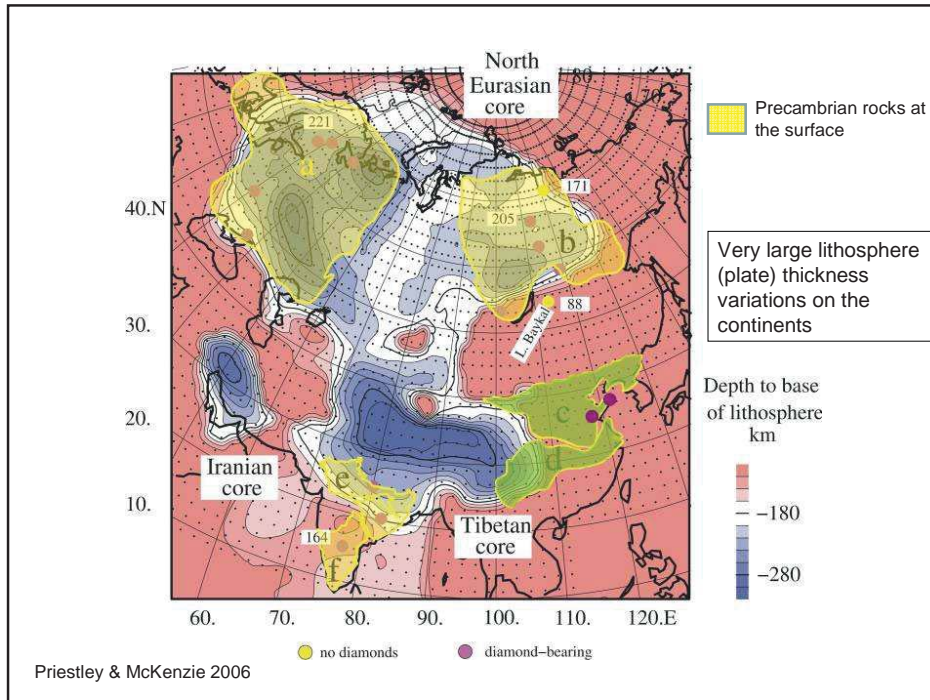 North
Eurasian
core
80
70
Precambrian rocks at
the surface
221
a
171
40.N
205
b
Very large lithosphere
(plate) thickness
variations on the
continents
88
L. Baykal
30.
20.
10.
c
d
e
f
164
Iranian
core
Tibetan
core
Depth to base
of lithosphere
km
−180
−280
60. 70. 80. 90. 100. 110. 120.E
no diamonds diamond−bearing
Priestley & McKenzie 2006